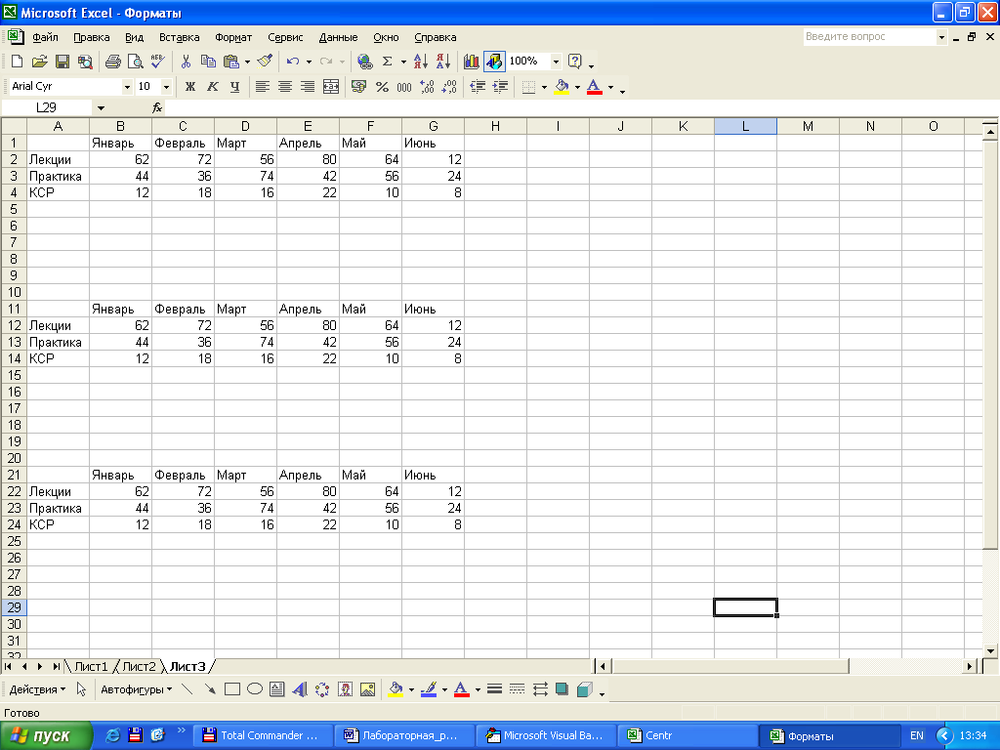 Microsoft Excel - Форматы
Файл Правка Вид Вставка Формат Сервис Данные Окно Справка Введите вопрос
Σ 100%
Arial Cyr 10 Ж К Ч % 000
L29 fx
A B C D E F G H I J K L M N O
1 Январь Февраль Март Апрель Май Июнь
2 Лекции 62 72 56 80 64 12
3 Практика 44 36 74 42 56 24
4 КСР 12 18 16 22 10 8
5
6
7
8
9
10
11 Январь Февраль Март Апрель Май Июнь
12 Лекции 62 72 56 80 64 12
13 Практика 44 36 74 42 56 24
14 КСР 12 18 16 22 10 8
15
16
17
18
19
20
21 Январь Февраль Март Апрель Май Июнь
22 Лекции 62 72 56 80 64 12
23 Практика 44 36 74 42 56 24
24 КСР 12 18 16 22 10 8
25
26
27
28
29
30
31
32
Лист1 Лист2 Лист3
Действия Автофигуры
Готово
пуск Total Commander ... Лабораторная_р... Microsoft Visual Ba... Centr Форматы EN 13:34